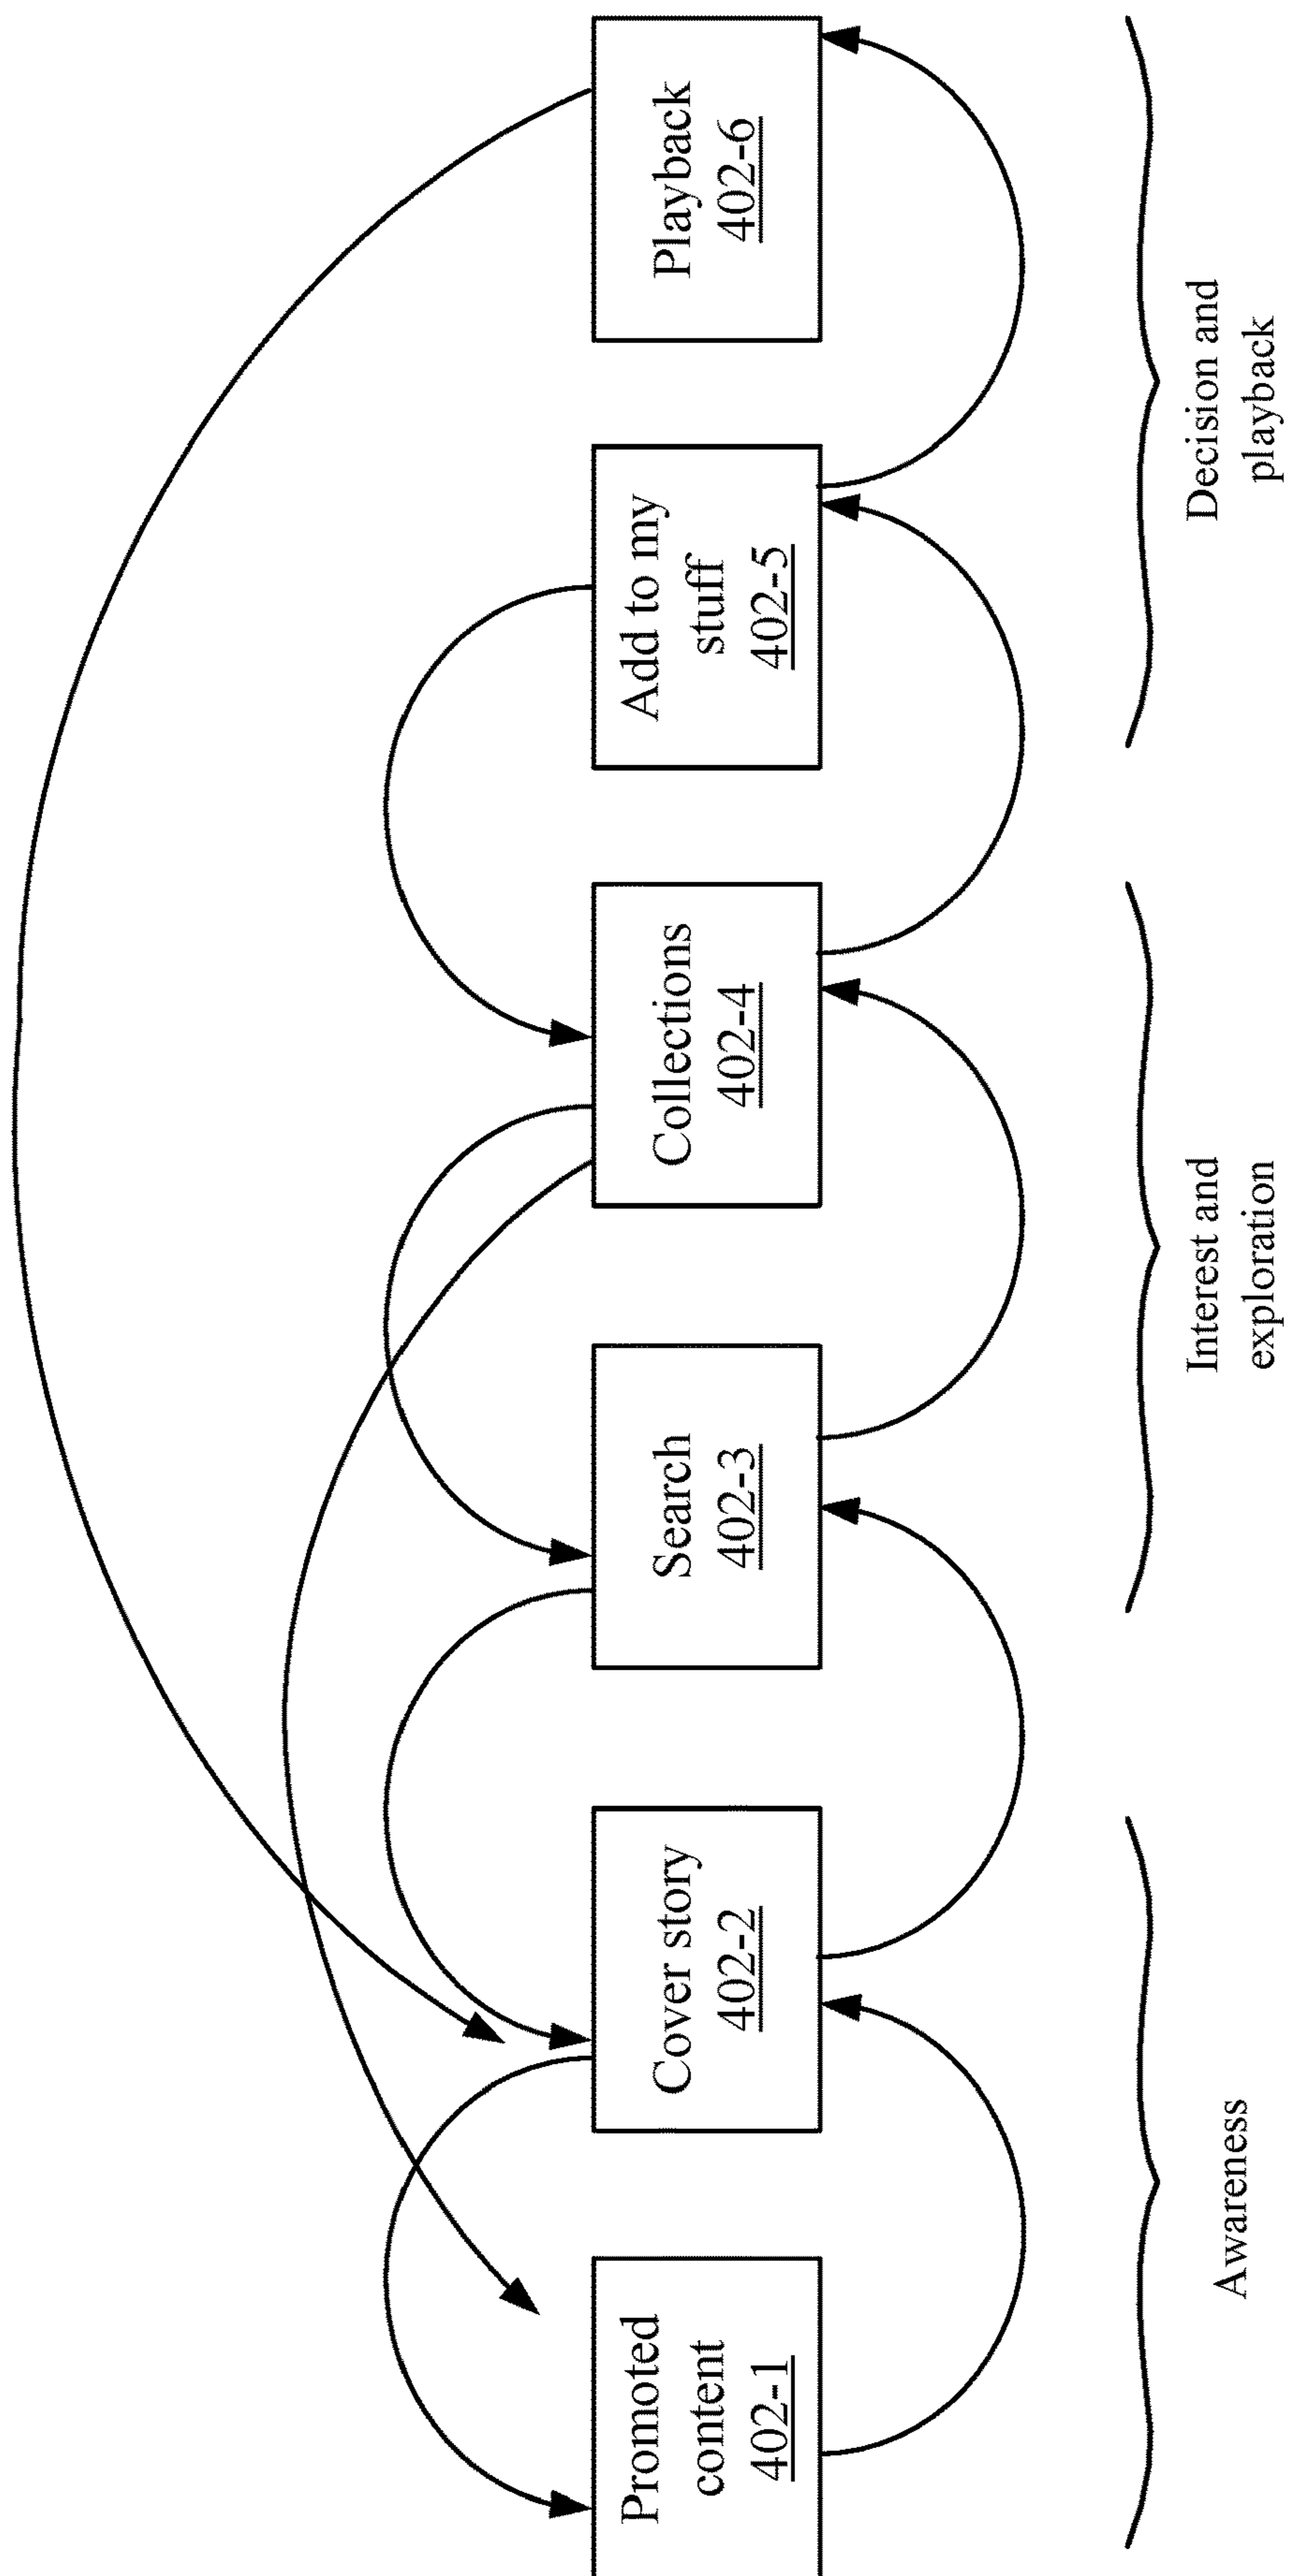 Promoted
content
402-1
Cover story
402-2
Search
402-3
Collections
402-4
Add to my
stuff
402-5
Playback
402-6
Awareness
Interest and
exploration
Decision and
playback